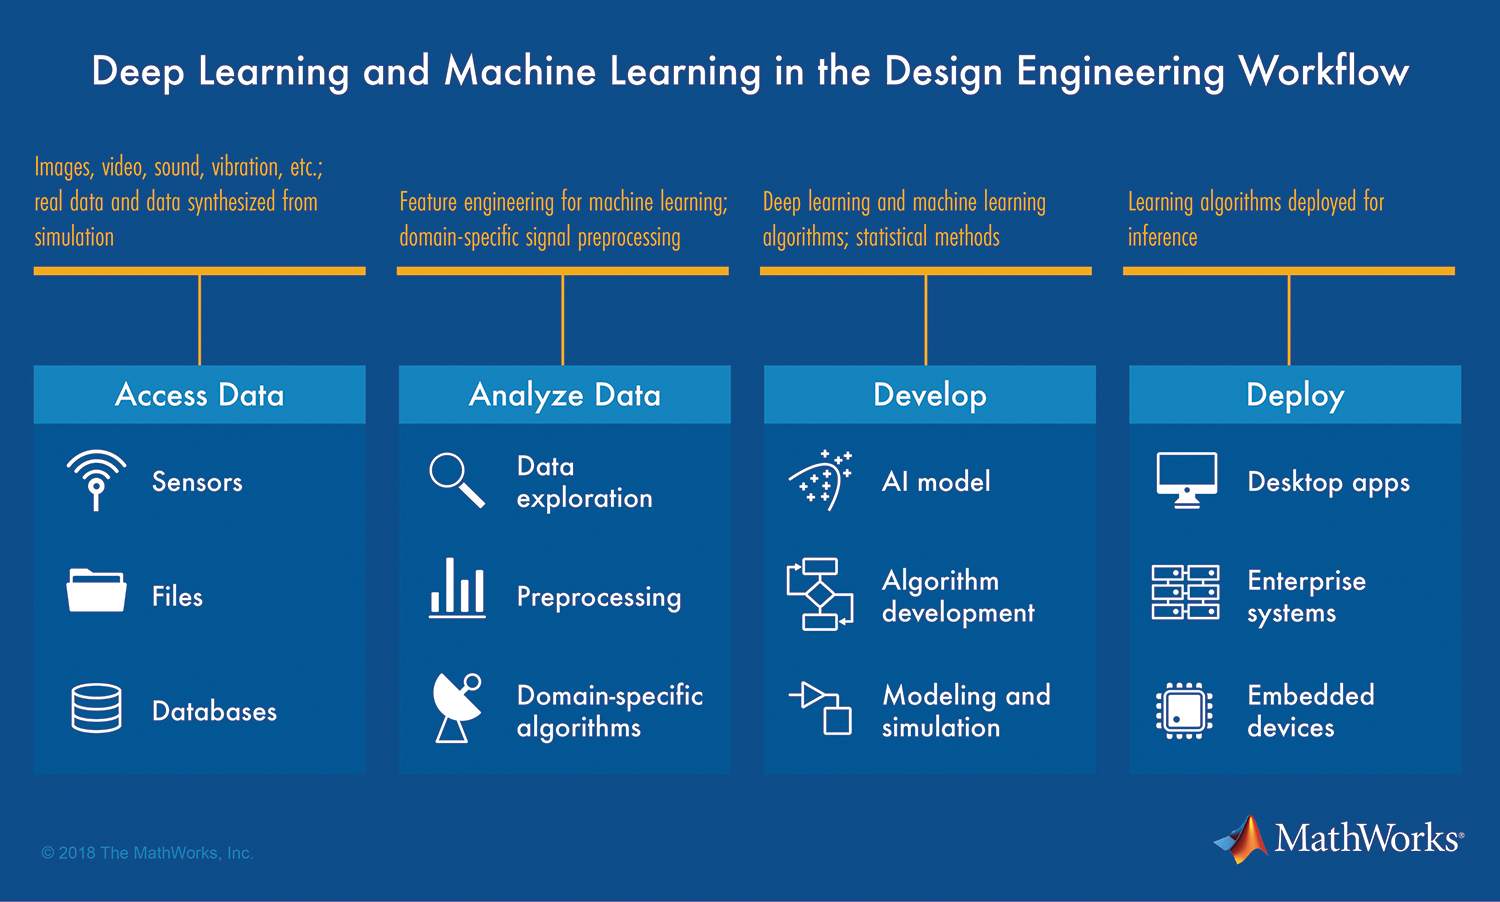 Deep Learning and Machine Learning in the Design Engineering Workflow
Images, video, sound, vibration, etc.;
real data and data synthesized from
simulation
Feature engineering for machine learning;
domain-specific signal preprocessing
Deep learning and machine learning
algorithms; statistical methods
Learning algorithms deployed for
inference
Access Data
Sensors
Files
Databases
Analyze Data
Data
exploration
Preprocessing
Domain-specific
algorithms
Develop
AI model
Algorithm
development
Modeling and
simulation
Deploy
Desktop apps
Enterprise
systems
Embedded
devices
© 2018 The MathWorks, Inc.
MathWorks®